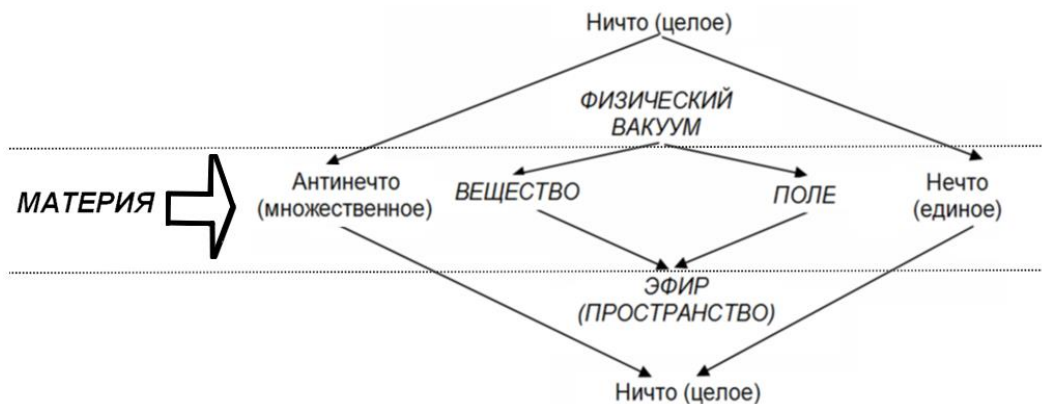 Ничто (целое)
ФИЗИЧЕСКИЙ
ВАКУУМ
МАТЕРИЯ
Антинечто
(множественное)
ВЕЩЕСТВО
ПОЛЕ
Нечто
(единое)
ЭФИР
(ПРОСТРАНСТВО)
Ничто (целое)